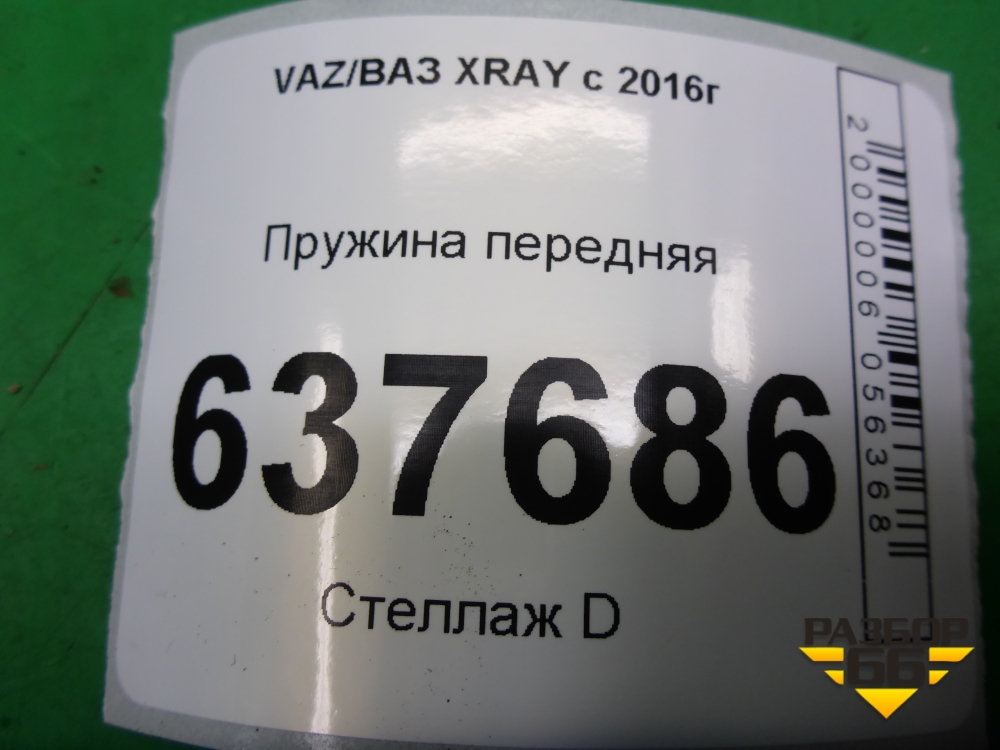 VAZ/ВАЗ XRAY с 2016г
Пружина передняя
637686
Стеллаж D
2000006056368
РАЗБОР
66